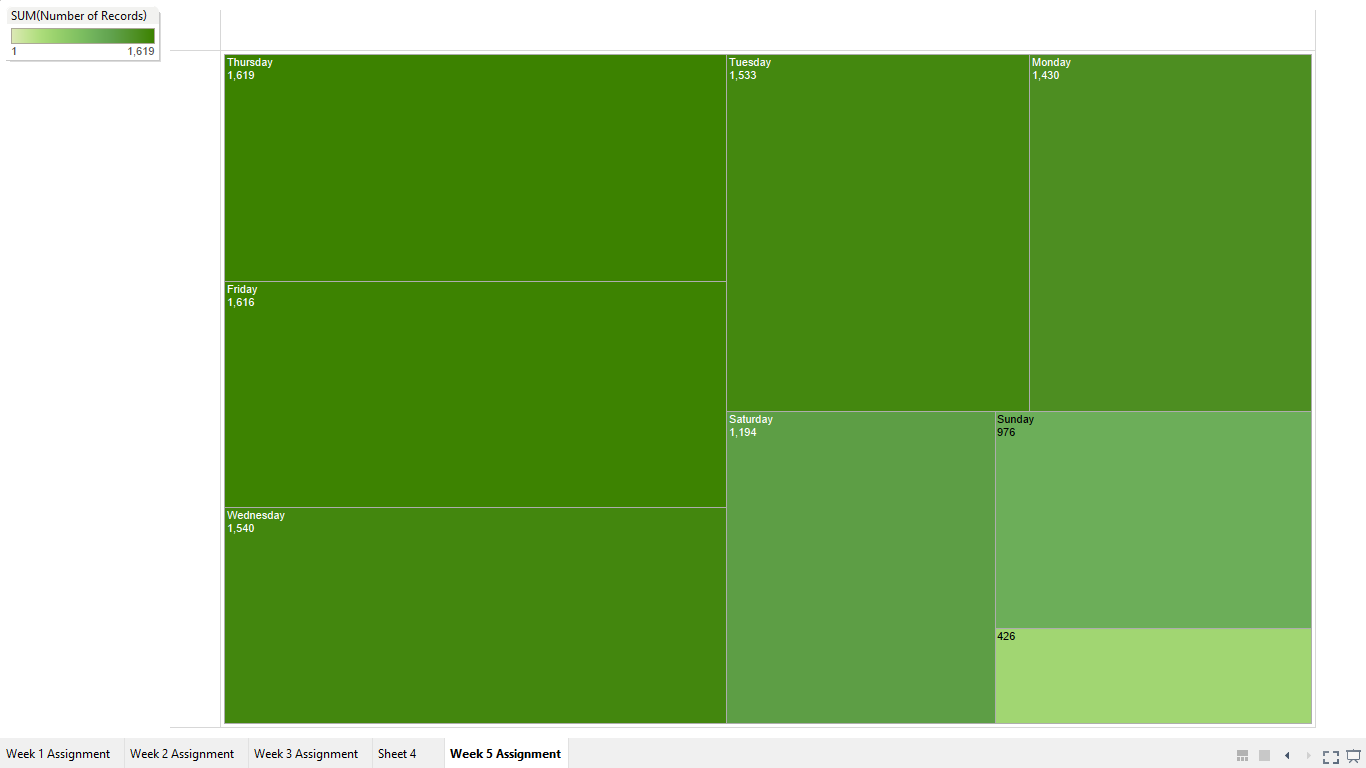 SUM(Number of Records)
1 1,619
Thursday
1,619
Friday
1,616
Wednesday
1,540
Tuesday
1,533
Monday
1,430
Saturday
1,194
Sunday
976
426
Week 1 Assignment Week 2 Assignment Week 3 Assignment Sheet 4 Week 5 Assignment